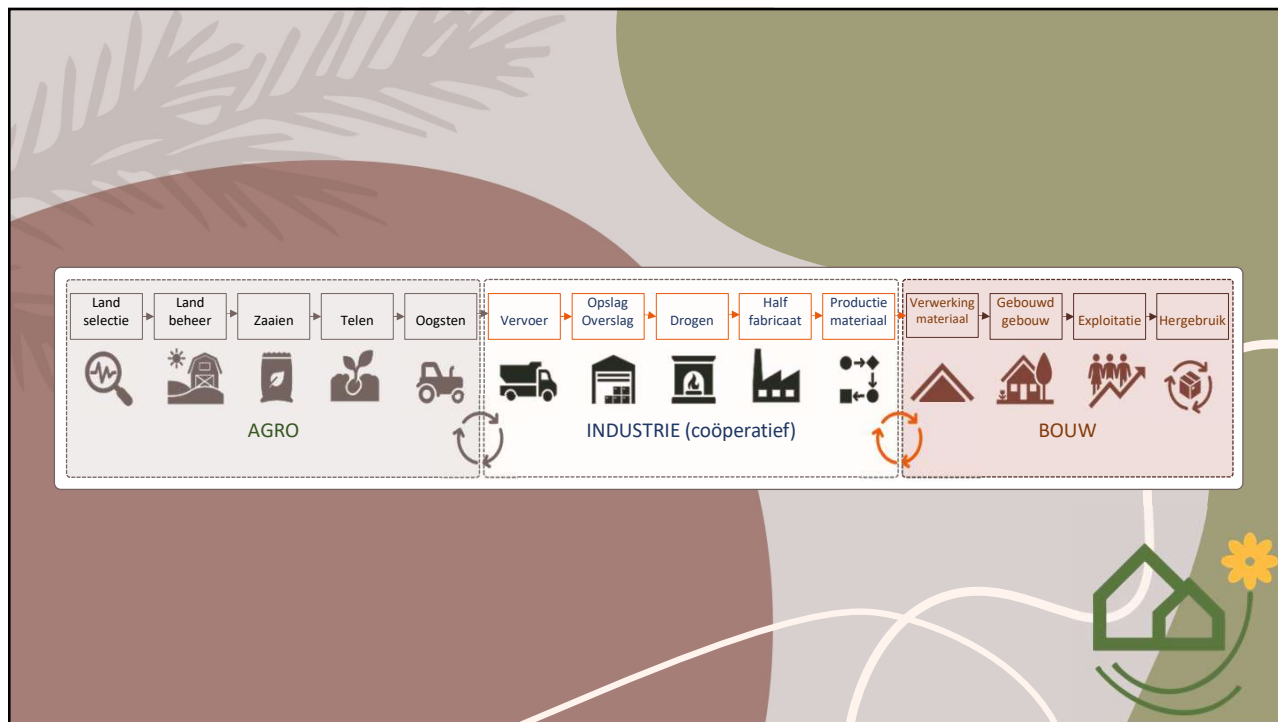 Land
selectie
Land
beheer
Zaaien
Telen
Oogsten
Vervoer
Opslag
Overslag
Drogen
Half
fabricaat
Productie
materiaal
Verwerking
materiaal
Gebouwd
gebouw
Exploitatie
Hergebruik
AGRO
INDUSTRIE (coöperatief)
BOUW